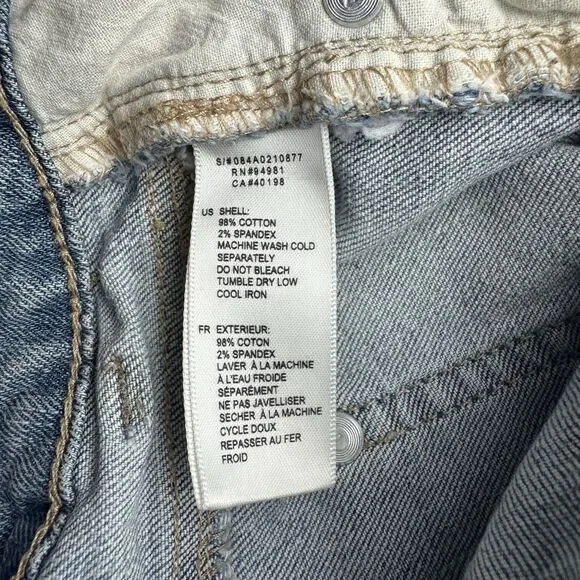 S/#084A0210877
RN#94981
CA#40198
US SHELL:
98% COTTON
2% SPANDEX
MACHINE WASH COLD
SEPARATELY
DO NOT BLEACH
TUMBLE DRY LOW
COOL IRON
FR EXTERIEUR:
98% COTON
2% SPANDEX
LAVER À LA MACHINE
À L'EAU FROIDE
SÉPARÉMENT
NE PAS JAVELLISER
SECHER À LA MACHINE
CYCLE DOUX
REPASSER AU FER
FROID